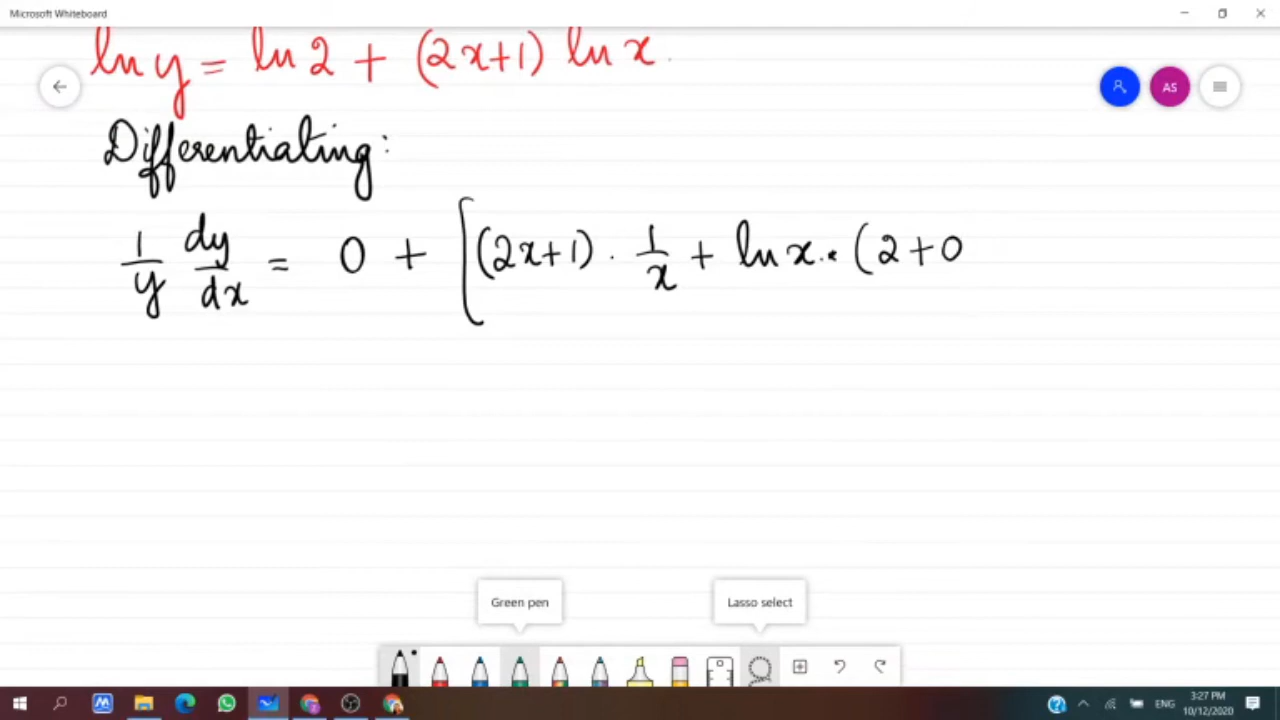 Microsoft Whiteboard
ln y = ln 2 + (2x+1) ln x
AS
Differentiating:
1/y dy/dx = 0 + [(2x+1) · 1/x + ln x · (2+0
Green pen
Lasso select
ENG
3:27 PM
10/12/2020